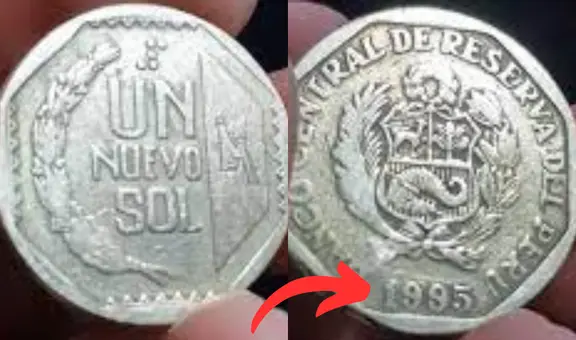 UN
NUEVO
SOL
BANCO CENTRAL DE RESERVA DEL PERU
1995